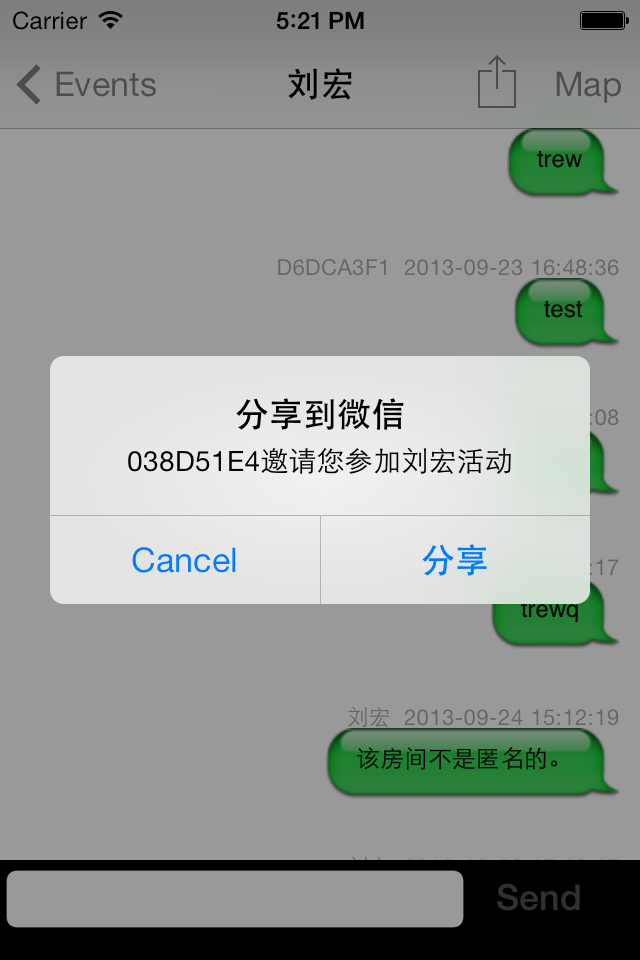 Carrier 5:21 PM
Events 刘宏 Map
trew
D6DCA3F1 2013-09-23 16:48:36
test
:08
分享到微信
038D51E4邀请您参加刘宏活动
Cancel 分享
:17
trewq
刘宏 2013-09-24 15:12:19
该房间不是匿名的。
Send